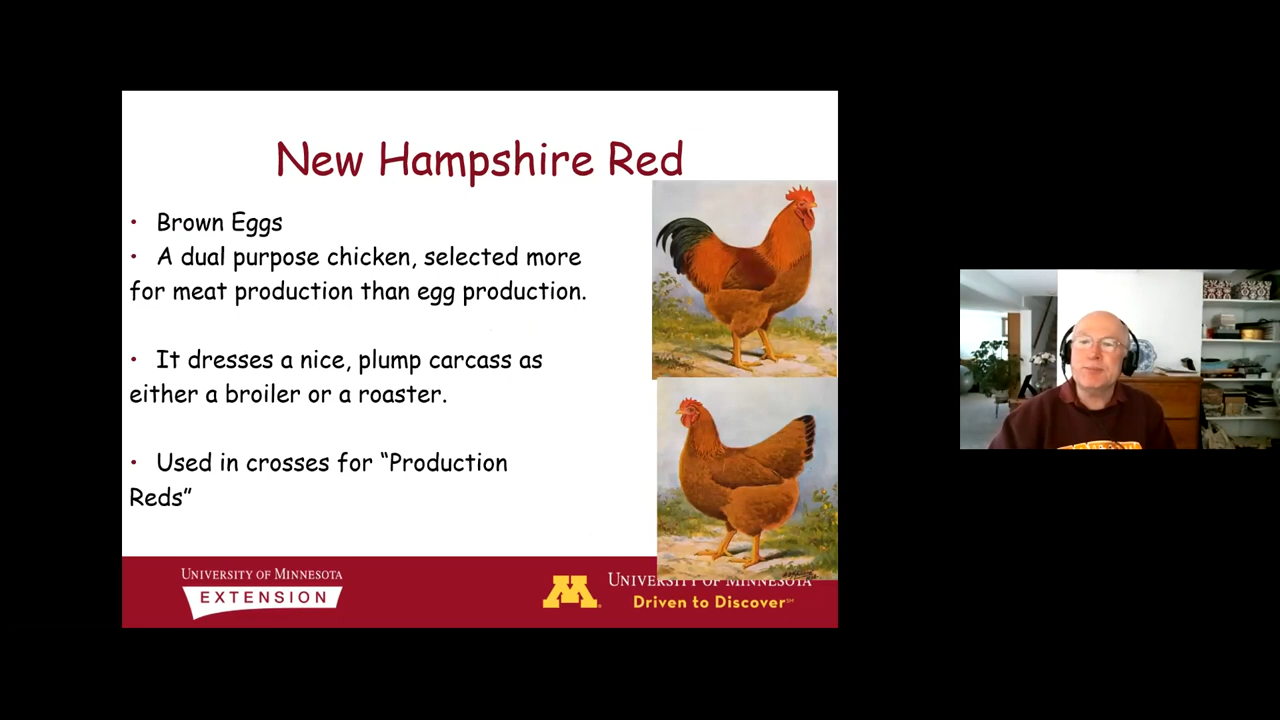 New Hampshire Red
• Brown Eggs
• A dual purpose chicken, selected more
for meat production than egg production.
• It dresses a nice, plump carcass as
either a broiler or a roaster.
• Used in crosses for “Production
Reds”
UNIVERSITY OF MINNESOTA
EXTENSION
M
UNIVERSITY OF MINNESOTA
Driven to Discover℠